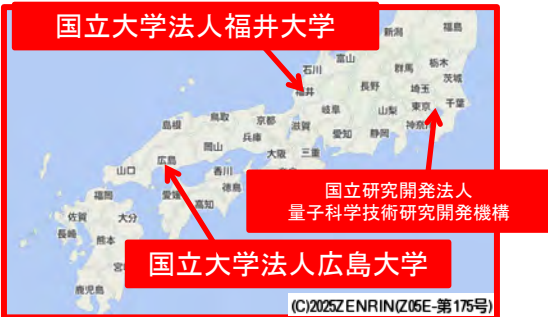 国立大学法人福井大学
福島
新潟
富山
石川
群馬
栃木
茨城
福井
長野
埼玉
岐阜
山梨
東京
千葉
鳥取
京都
滋賀
神奈川
島根
兵庫
愛知
静岡
岡山
広島
大阪
三重
山口
香川
徳島
福岡
愛媛
高知
国立研究開発法人
量子科学技術研究開発機構
佐賀
大分
長崎
熊本
国立大学法人広島大学
鹿児島
(C)2025ZENRIN(Z05E-第175号)